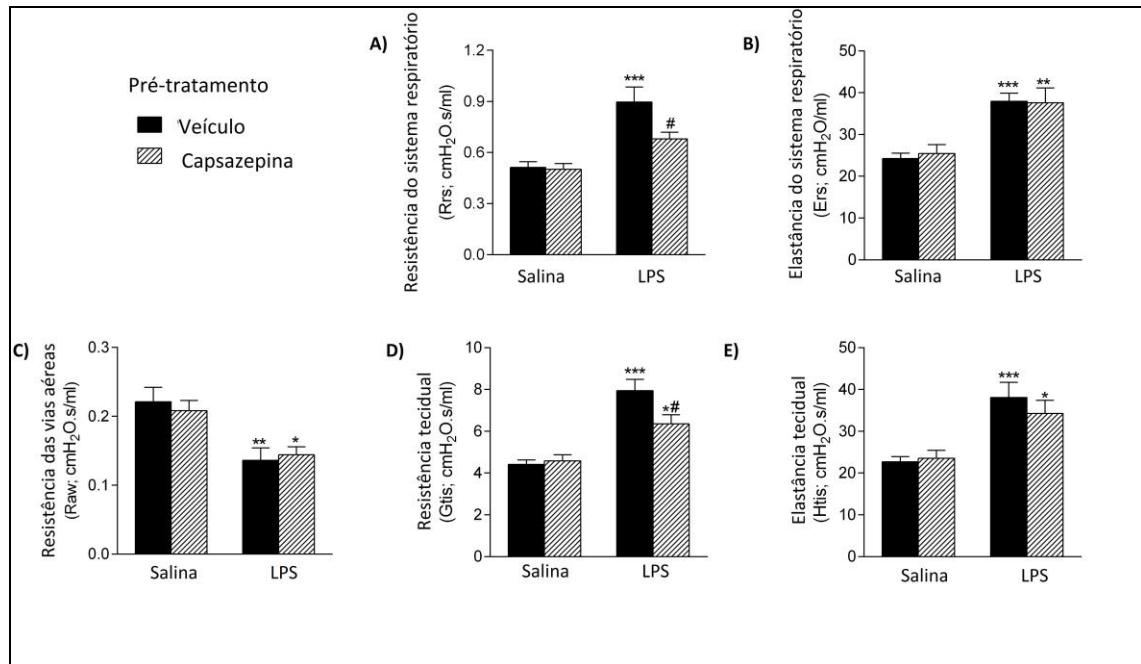 Pré-tratamento
Veículo
Capsazepina
A)
Resistência do sistema respiratório
(Rrs; cmH₂O.s/ml)
1.2
0.9
0.6
0.3
0.0
***
#
Salina
LPS
B)
Elastância do sistema respiratório
(Ers; cmH₂O/ml)
50
40
30
20
10
0
***
**
Salina
LPS
C)
Resistência das vias aéreas
(Raw; cmH₂O.s/ml)
0.3
0.2
0.1
0.0
**
*
Salina
LPS
D)
Resistência tecidual
(Gtis; cmH₂O.s/ml)
10
8
6
4
2
0
***
*#
Salina
LPS
E)
Elastância tecidual
(Htis; cmH₂O.s/ml)
50
40
30
20
10
0
***
*
Salina
LPS